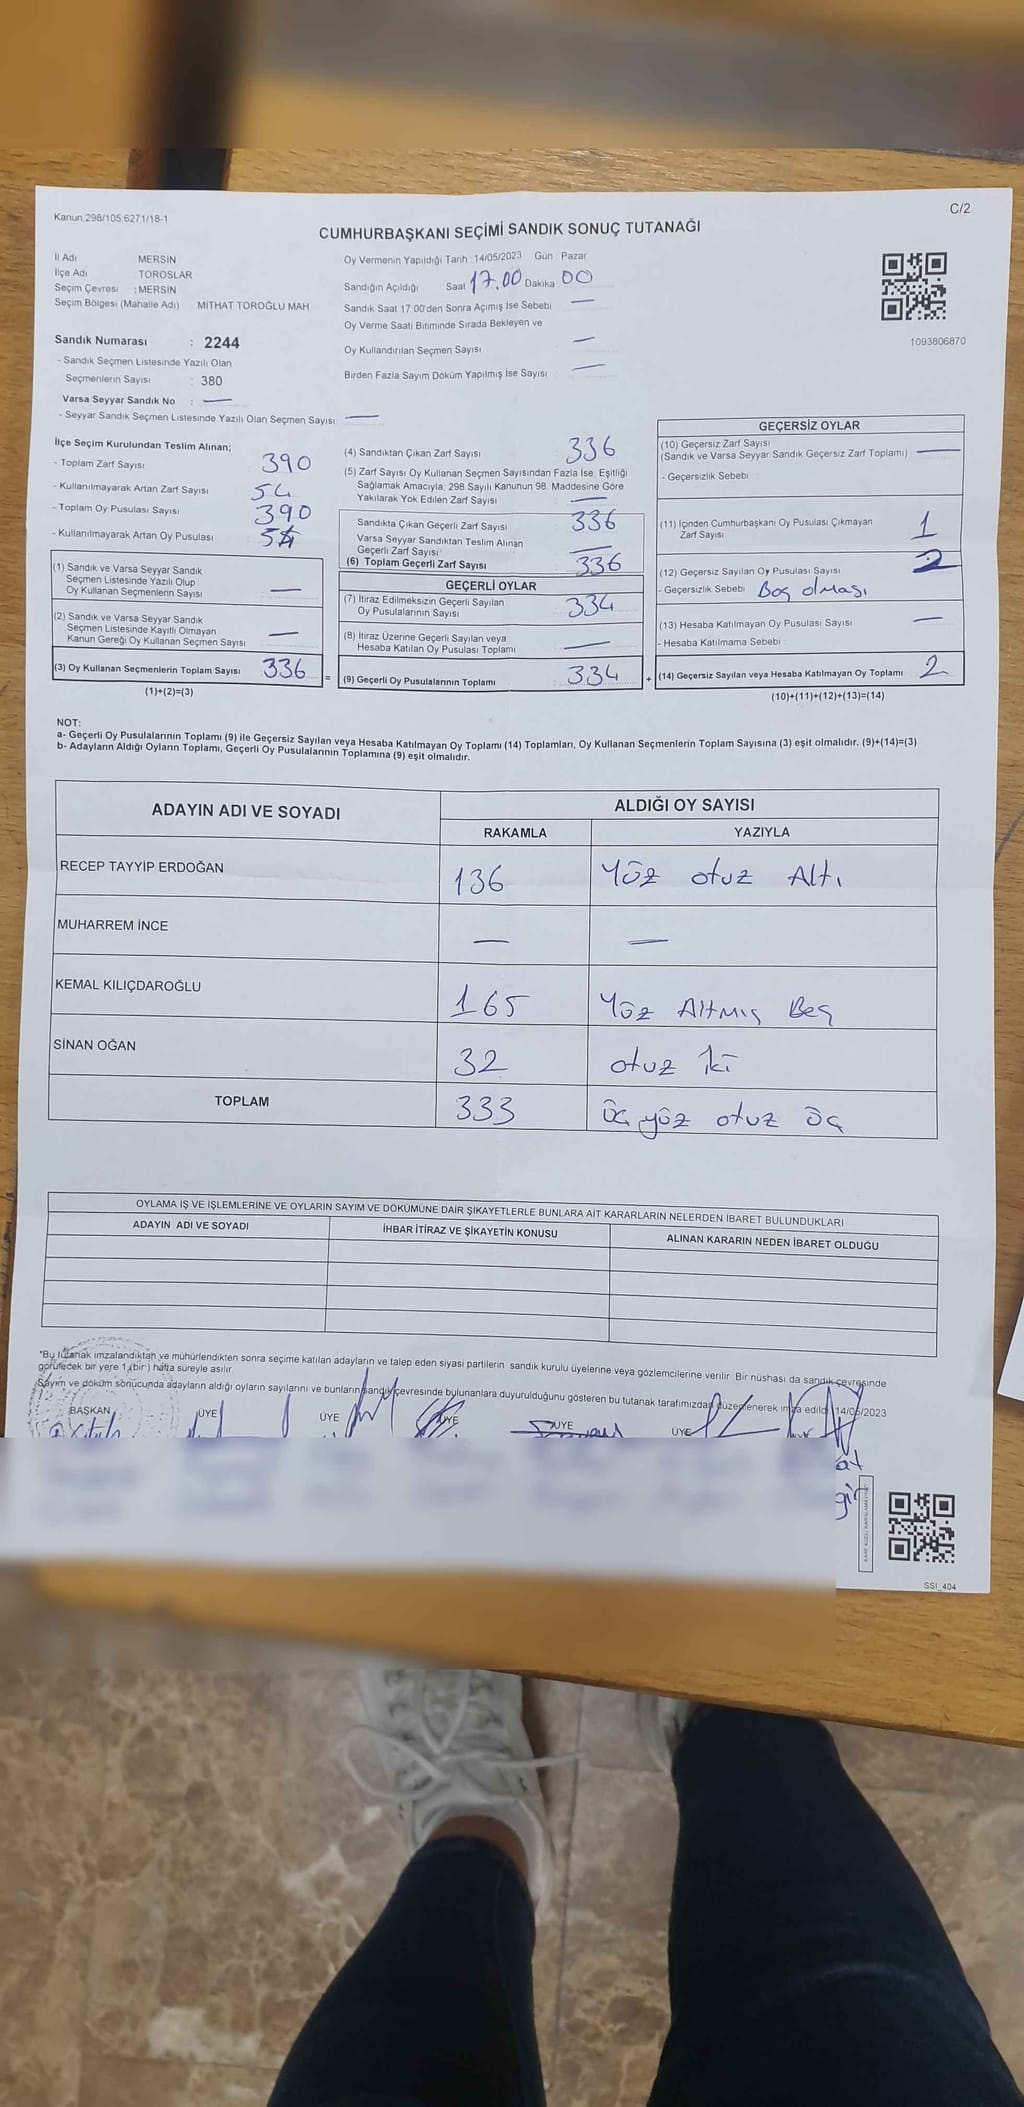 Kanun 298/105,6271/18-1
C/2
CUMHURBAŞKANI SEÇİMİ SANDIK SONUÇ TUTANAĞI
İl Adı MERSİN
İlçe Adı TOROSLAR
Seçim Çevresi : MERSİN
Seçim Bölgesi (Mahalle Adı) MİTHAT TOROĞLU MAH
Sandık Numarası : 2244
- Sandık Seçmen Listesinde Yazılı Olan
Seçmenlerin Sayısı : 380
Varsa Seyyar Sandık No : —
- Seyyar Sandık Seçmen Listesinde Yazılı Olan Seçmen Sayısı —
Oy Vermenin Yapıldığı Tarih 14/05/2023 Gün Pazar
Sandığın Açıldığı Saat 17.00 Dakika 00
Sandık Saat 17 00'den Sonra Açımış İse Sebebi —
Oy Verme Saati Bitiminde Sırada Bekleyen ve
Oy Kullandırılan Seçmen Sayısı —
Birden Fazla Sayım Döküm Yapılmış İse Sayısı —
1093806870
İlçe Seçim Kurulundan Teslim Alınan;
- Toplam Zarf Sayısı 390
- Kullanılmayarak Artan Zarf Sayısı 54
- Toplam Oy Pusulası Sayısı 390
- Kullanılmayarak Artan Oy Pusulası 54
(1) Sandık ve Varsa Seyyar Sandık
Seçmen Listesinde Yazılı Olup
Oy Kullanan Seçmenlerin Sayısı —
(2) Sandık ve Varsa Seyyar Sandık
Seçmen Listesinde Kayıtlı Olmayan
Kanun Gereği Oy Kullanan Seçmen Sayısı —
(3) Oy Kullanan Seçmenlerin Toplam Sayısı 336 =
(1)+(2)=(3)
(4) Sandıktan Çıkan Zarf Sayısı 336
(5) Zarf Sayısı Oy Kullanan Seçmen Sayısından Fazla İse, Eşitliği
Sağlamak Amacıyla; 298 Sayılı Kanunun 98. Maddesine Göre
Yakılarak Yok Edilen Zarf Sayısı —
Sandıkta Çıkan Geçerli Zarf Sayısı 336
Varsa Seyyar Sandıktan Teslim Alınan
Geçerli Zarf Sayısı —
(6) Toplam Geçerli Zarf Sayısı 336
GEÇERLİ OYLAR
(7) İtiraz Edilmeksizin Geçerli Sayılan
Oy Pusulalarının Sayısı 334
(8) İtiraz Üzerine Geçerli Sayılan veya
Hesaba Katılan Oy Pusulası Toplamı —
(9) Geçerli Oy Pusulalarının Toplamı 334 +
GEÇERSİZ OYLAR
(10) Geçersiz Zarf Sayısı
(Sandık ve Varsa Seyyar Sandık Geçersiz Zarf Toplamı) —
- Geçersizlik Sebebi
(11) İçinden Cumhurbaşkanı Oy Pusulası Çıkmayan
Zarf Sayısı 1
(12) Geçersiz Sayılan Oy Pusulası Sayısı 2
- Geçersizlik Sebebi Boş olması
(13) Hesaba Katılmayan Oy Pusulası Sayısı —
- Hesaba Katılmama Sebebi
(14) Geçersiz Sayılan veya Hesaba Katılmayan Oy Toplamı 2
(10)+(11)+(12)+(13)=(14)
NOT:
a- Geçerli Oy Pusulalarının Toplamı (9) ile Geçersiz Sayılan veya Hesaba Katılmayan Oy Toplamı (14) Toplamları, Oy Kullanan Seçmenlerin Toplam Sayısına (3) eşit olmalıdır. (9)+(14)=(3)
b- Adayların Aldığı Oyların Toplamı, Geçerli Oy Pusulalarının Toplamına (9) eşit olmalıdır.
ADAYIN ADI VE SOYADI ALDIĞI OY SAYISI
RAKAMLA YAZIYLA
RECEP TAYYİP ERDOĞAN 136 Yüz otuz Altı
MUHARREM İNCE — —
KEMAL KILIÇDAROĞLU 165 Yüz Altmış Beş
SİNAN OĞAN 32 otuz İki
TOPLAM 333 üç yüz otuz üç
OYLAMA İŞ VE İŞLEMLERİNE VE OYLARIN SAYIM VE DÖKÜMÜNE DAİR ŞİKAYETLERLE BUNLARA AİT KARARLARIN NELERDEN İBARET BULUNDUKLARI
ADAYIN ADI VE SOYADI İHBAR İTİRAZ VE ŞİKAYETİN KONUSU ALINAN KARARIN NEDEN İBARET OLDUĞU
*Bu tutanak imzalandıktan ve mühürlendikten sonra seçime katılan adayların ve talep eden siyasi partilerin sandık kurulu üyelerine veya gözlemcilerine verilir. Bir nüshası da sandık çevresinde
görülecek bir yere 1 (bir) hafta süreyle asılır.
Sayım ve döküm sonucunda adayların aldığı oyların sayılarını ve bunların sandık çevresinde bulunanlara duyurulduğunu gösteren bu tutanak tarafımızdan düzenlenerek imza edildi. 14/05/2023
BAŞKAN ÜYE ÜYE ÜYE ÜYE ÜYE
SSI_404